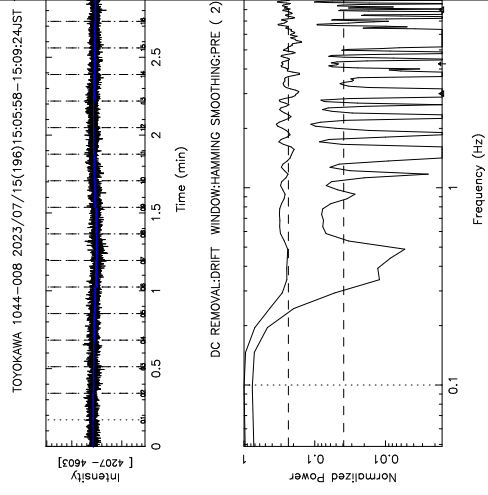 TOYOKAWA 1044-008 2023/07/15(196)15:05:58-15:09:24JST
Intensity
[ 4207- 4603]
0
0.5
1
1.5
2
2.5
Time (min)
DC REMOVAL:DRIFT WINDOW:HAMMING SMOOTHING:PRE ( 2)
Normalized Power
1
0.1
0.01
0.1
1
Frequency (Hz)